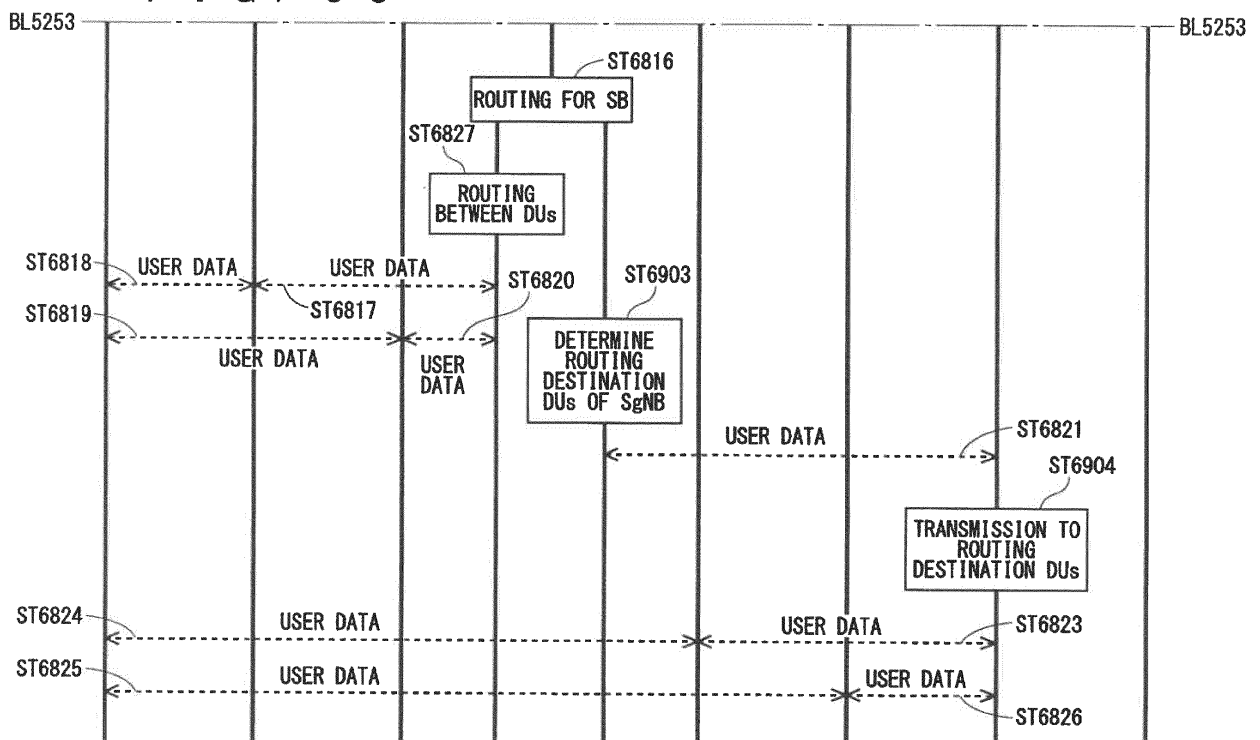 BL5253
BL5253
ST6816
ROUTING FOR SB
ST6827
ROUTING
BETWEEN DUs
ST6818
USER DATA
USER DATA
ST6820
ST6903
ST6817
ST6819
USER DATA
USER
DATA
DETERMINE
ROUTING
DESTINATION
DUs OF SgNB
USER DATA
ST6821
ST6904
TRANSMISSION TO
ROUTING
DESTINATION DUs
ST6824
USER DATA
USER DATA
ST6823
ST6825
USER DATA
USER DATA
ST6826